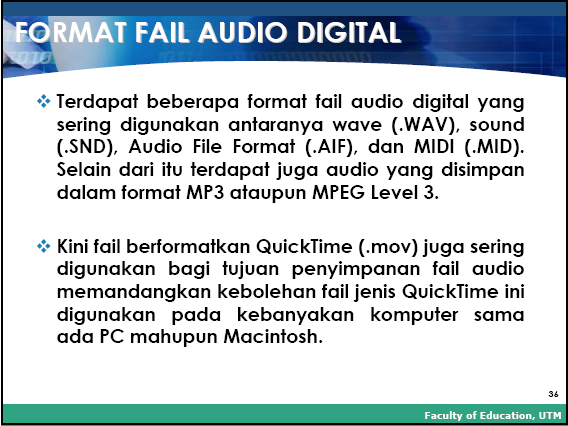 FORMAT FAIL AUDIO DIGITAL
Terdapat beberapa format fail audio digital yang
sering digunakan antaranya wave (.WAV), sound
(.SND), Audio File Format (.AIF), dan MIDI (.MID).
Selain dari itu terdapat juga audio yang disimpan
dalam format MP3 ataupun MPEG Level 3.
Kini fail berformatkan QuickTime (.mov) juga sering
digunakan bagi tujuan penyimpanan fail audio
memandangkan kebolehan fail jenis QuickTime ini
digunakan pada kebanyakan komputer sama
ada PC mahupun Macintosh.
36
Faculty of Education, UTM